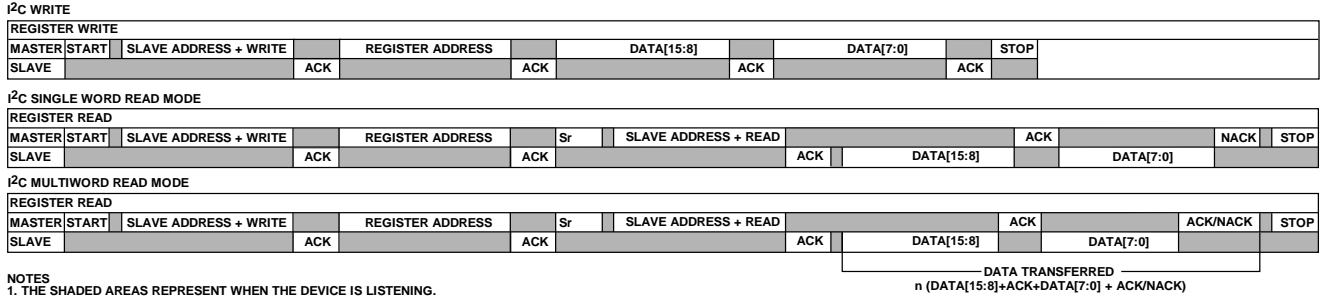 I2C WRITE
REGISTER WRITE
MASTER START SLAVE ADDRESS + WRITE REGISTER ADDRESS DATA[15:8] DATA[7:0] STOP
SLAVE ACK ACK ACK ACK
I2C SINGLE WORD READ MODE
REGISTER READ
MASTER START SLAVE ADDRESS + WRITE REGISTER ADDRESS Sr SLAVE ADDRESS + READ ACK NACK STOP
SLAVE ACK ACK ACK DATA[15:8] DATA[7:0]
I2C MULTIWORD READ MODE
REGISTER READ
MASTER START SLAVE ADDRESS + WRITE REGISTER ADDRESS Sr SLAVE ADDRESS + READ ACK ACK/NACK STOP
SLAVE ACK ACK ACK DATA[15:8] DATA[7:0]
DATA TRANSFERRED
n (DATA[15:8]+ACK+DATA[7:0] + ACK/NACK)
NOTES
1. THE SHADED AREAS REPRESENT WHEN THE DEVICE IS LISTENING.